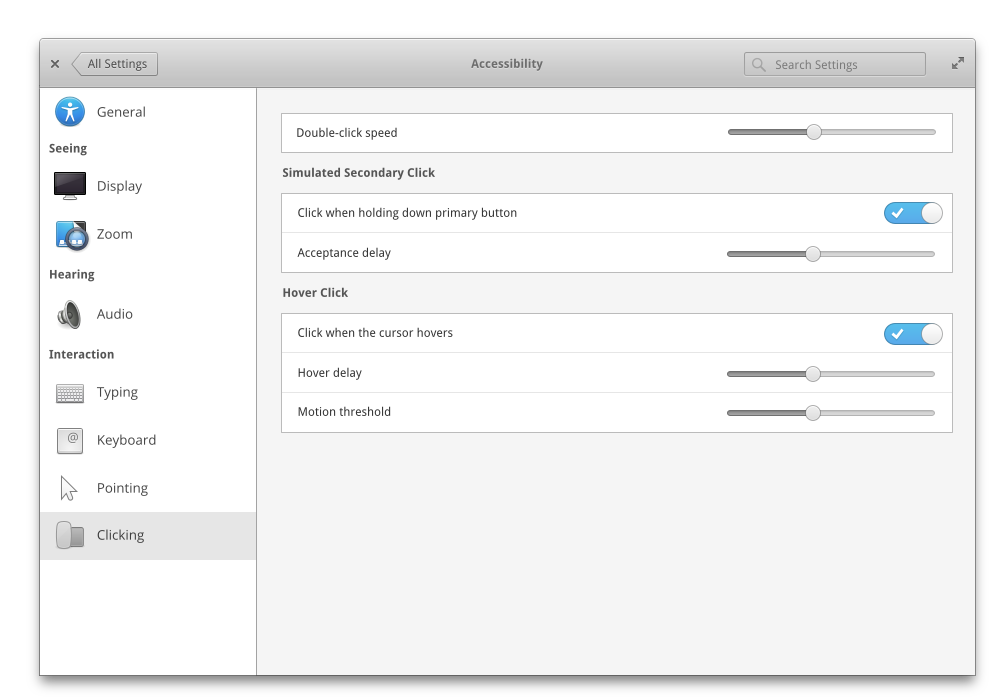 All Settings
Accessibility
Search Settings
General
Seeing
Display
Zoom
Hearing
Audio
Interaction
Typing
@
Keyboard
Pointing
Clicking
Double-click speed
Simulated Secondary Click
Click when holding down primary button
Acceptance delay
Hover Click
Click when the cursor hovers
Hover delay
Motion threshold